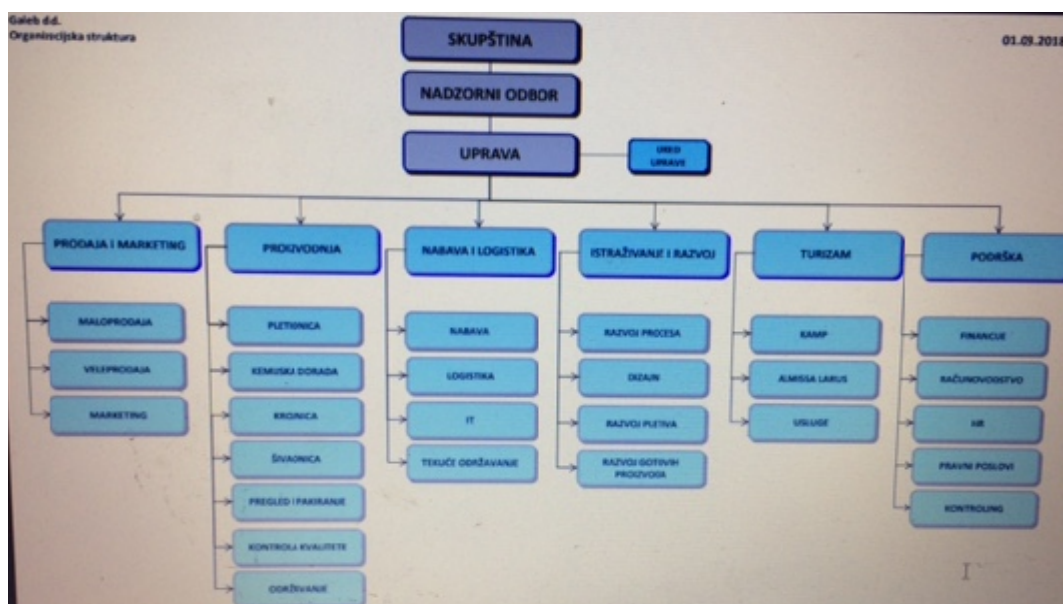 Galeb d.d.
Organizacijska struktura
01.09.2018
SKUPŠTINA
NADZORNI ODBOR
UPRAVA
URED
UPRAVE
PRODAJA I MARKETING
PROIZVODNJA
NABAVA I LOGISTIKA
ISTRAŽIVANJE I RAZVOJ
TURIZAM
PODRŠKA
MALOPRODAJA
VELEPRODAJA
MARKETING
PLETIONICA
KEMIJSKA DORADA
KROJNICA
ŠIVAONICA
PREGLED I PAKIRANJE
KONTROLA KVALITETE
ODRŽAVANJE
NABAVA
LOGISTIKA
IT
TEKUĆE ODRŽAVANJE
RAZVOJ PROCESA
DIZAJN
RAZVOJ PLETIVA
RAZVOJ GOTOVIH
PROIZVODA
KAMP
ALMISSA LARUS
USLUGE
FINANCIJE
RAČUNOVODSTVO
HR
PRAVNI POSLOVI
KONTROLING